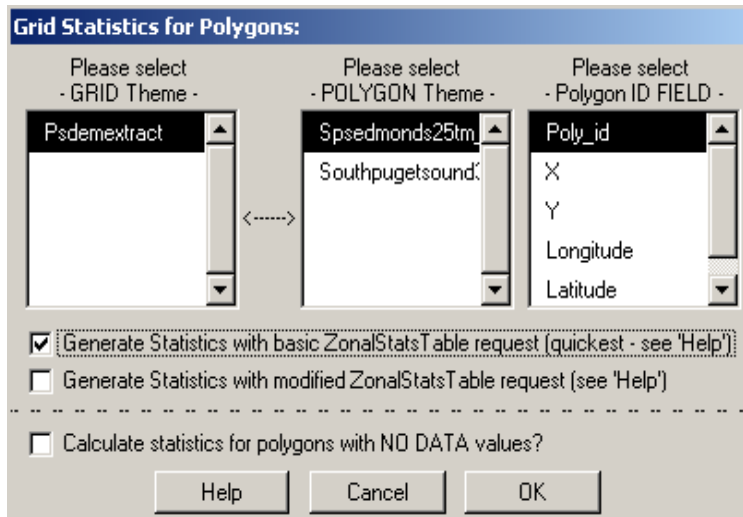 Grid Statistics for Polygons:
Please select
- GRID Theme -
Psdemextract
<----->
Please select
- POLYGON Theme -
Spsedmonds25tm_
Southpugetsound
Please select
- Polygon ID FIELD -
Poly_id
X
Y
Longitude
Latitude
Generate Statistics with basic ZonalStatsTable request (quickest - see 'Help')
Generate Statistics with modified ZonalStatsTable request (see 'Help')
Calculate statistics for polygons with NO DATA values?
Help
Cancel
OK